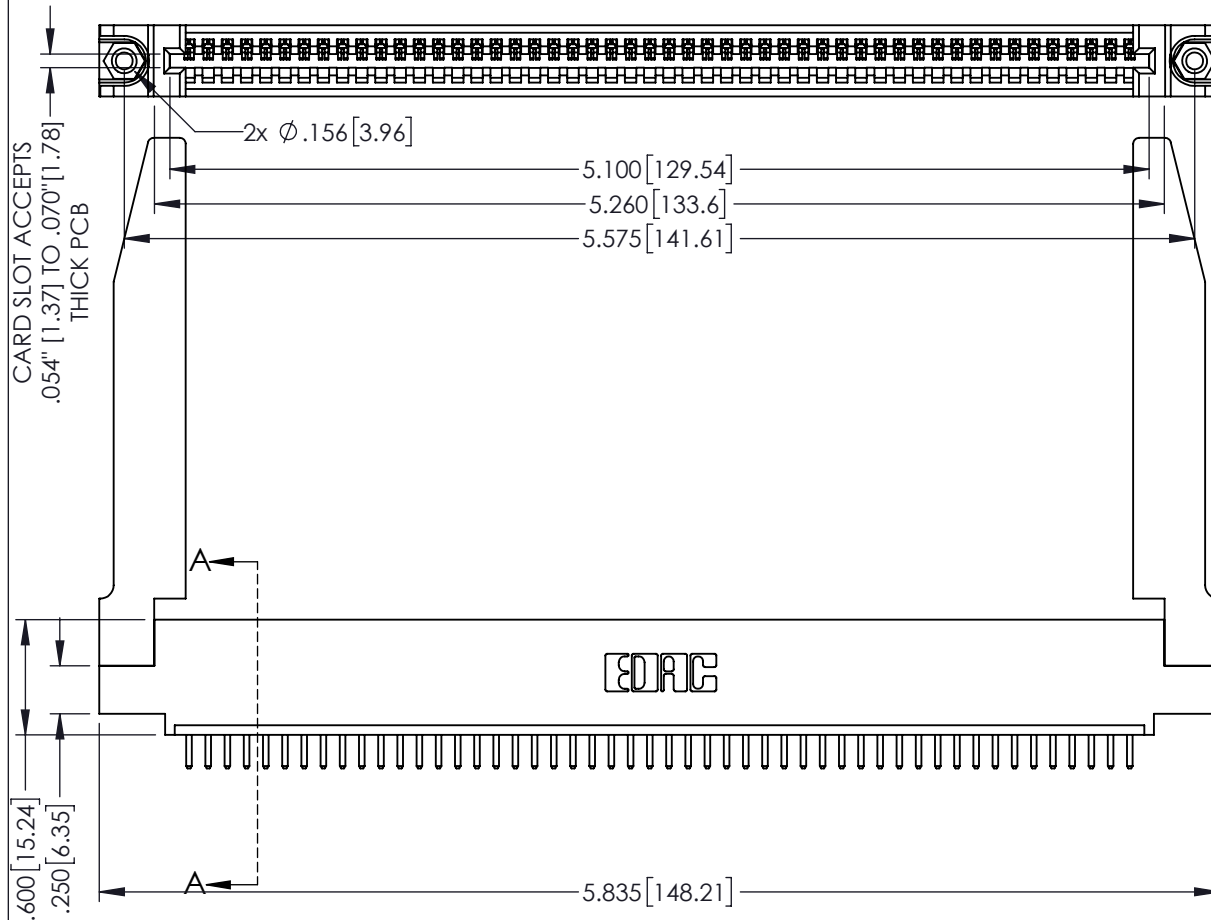 2x Ø .156[3.96]
5.100[129.54]
5.260[133.6]
5.575[141.61]
CARD SLOT ACCEPTS
.054" [1.37] TO .070"[1.78]
THICK PCB
A
EDAC
A
.600[15.24]
.250[6.35]
5.835[148.21]